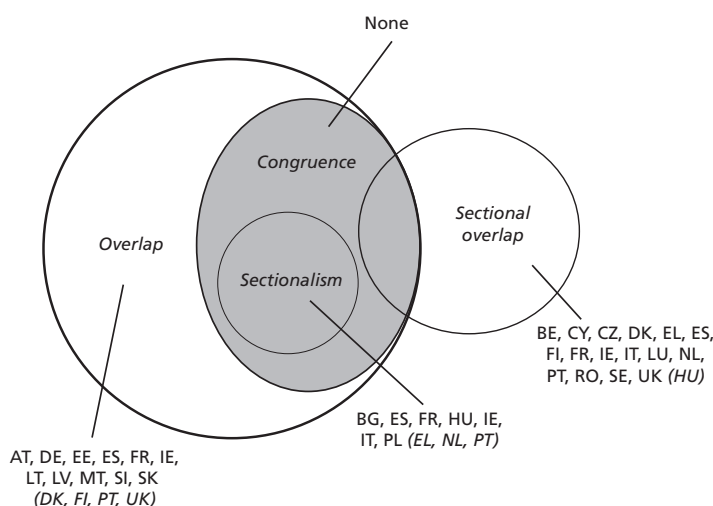 None
Congruence
Sectional
overlap
Overlap
Sectionalism
BE, CY, CZ, DK, EL, ES,
FI, FR, IE, IT, LU, NL,
PT, RO, SE, UK (HU)
BG, ES, FR, HU, IE,
IT, PL (EL, NL, PT)
AT, DE, EE, ES, FR, IE,
LT, LV, MT, SI, SK
(DK, FI, PT, UK)